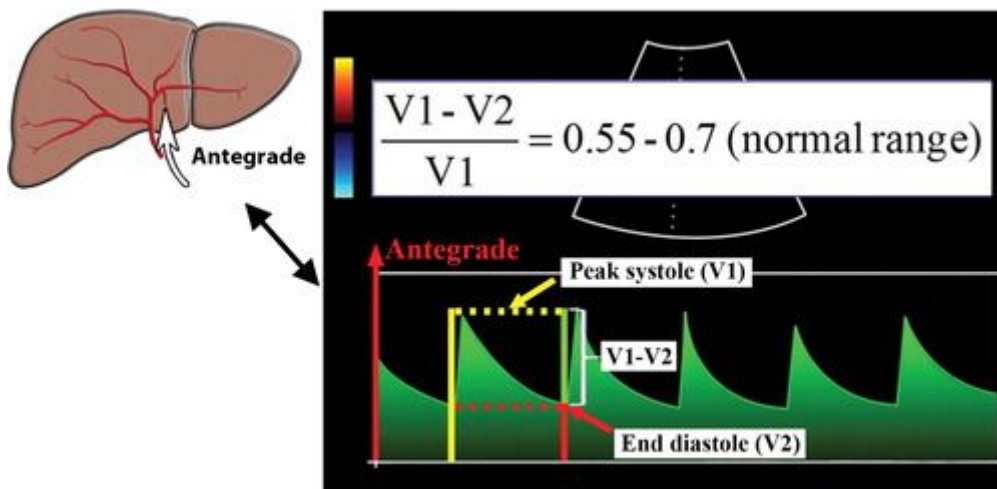 Antegrade
V1 - V2
V1
= 0.55 - 0.7 (normal range)
Antegrade
Peak systole (V1)
V1-V2
End diastole (V2)